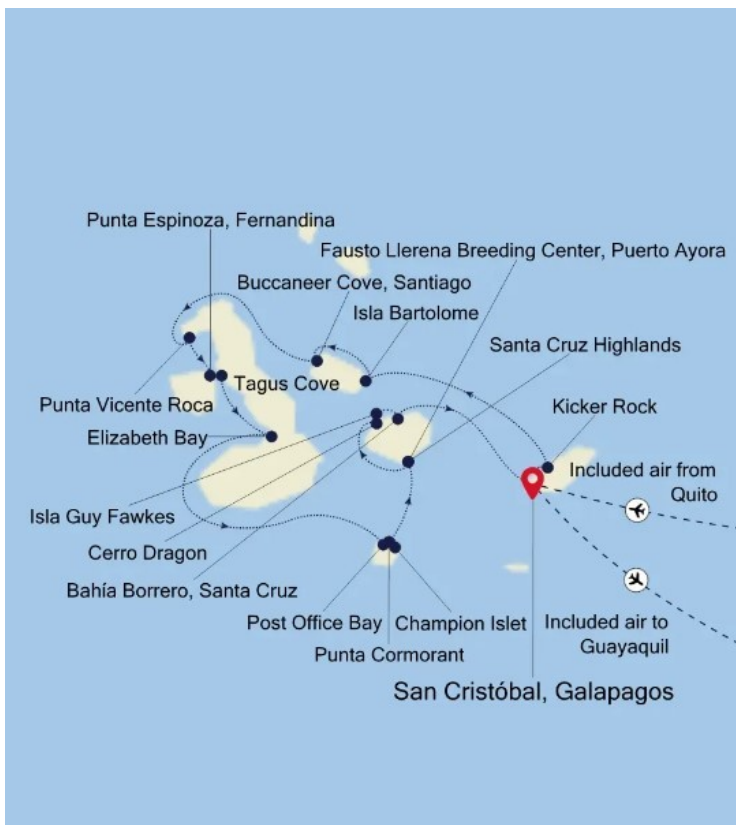 Punta Espinoza, Fernandina
Fausto Llerena Breeding Center, Puerto Ayora
Buccaneer Cove, Santiago
Isla Bartolome
Santa Cruz Highlands
Tagus Cove
Punta Vicente Roca
Kicker Rock
Elizabeth Bay
Included air from
Quito
Isla Guy Fawkes
Cerro Dragon
Bahía Borrero, Santa Cruz
Post Office Bay
Champion Islet
Included air to
Guayaquil
Punta Cormorant
San Cristóbal, Galapagos